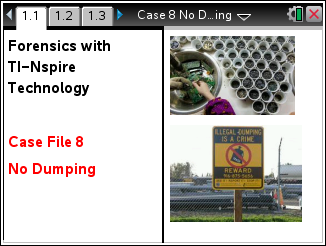 1.1 1.2 1.3 Case 8 No D...ing
Forensics with
TI-Nspire
Technology
Case File 8
No Dumping
ILLEGAL DUMPING
IS A CRIME
REWARD